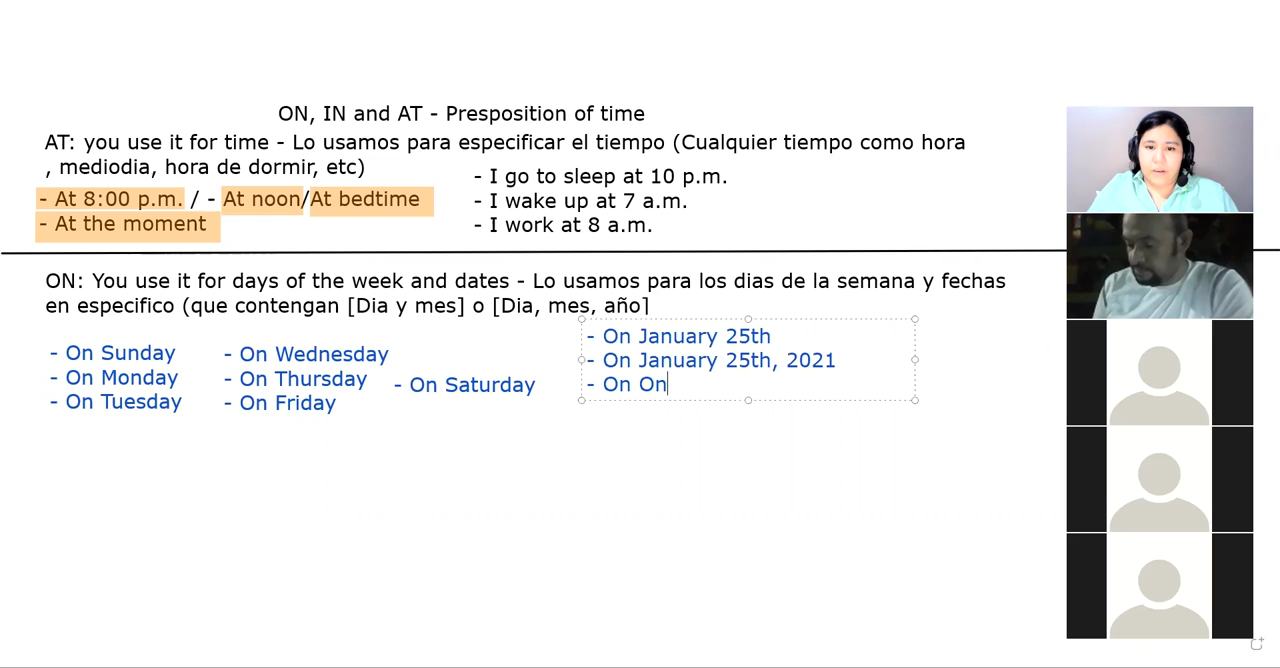 ON, IN and AT - Presposition of time
AT: you use it for time - Lo usamos para especificar el tiempo (Cualquier tiempo como hora
, mediodia, hora de dormir, etc)
- At 8:00 p.m. / - At noon/At bedtime
- At the moment
- I go to sleep at 10 p.m.
- I wake up at 7 a.m.
- I work at 8 a.m.
ON: You use it for days of the week and dates - Lo usamos para los dias de la semana y fechas
en especifico (que contengan [Dia y mes] o [Dia, mes, año]
- On Sunday
- On Monday
- On Tuesday
- On Wednesday
- On Thursday
- On Friday
- On Saturday
- On January 25th
- On January 25th, 2021
- On On